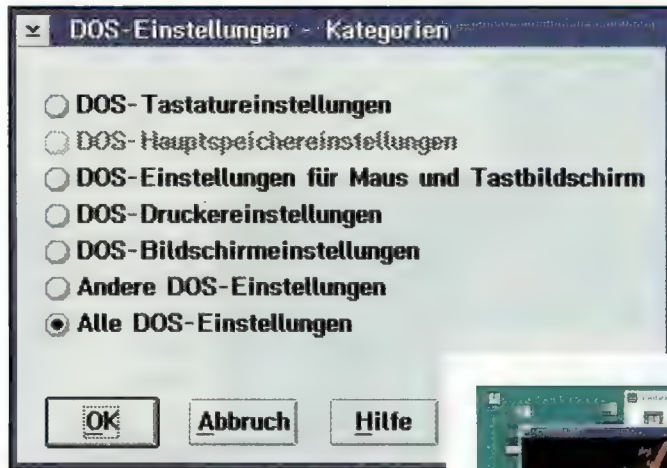 DOS-Einstellungen - Kategorien
DOS-Tastatureinstellungen
DOS-Hauptspeichereinstellungen
DOS-Einstellungen für Maus und Tastbildschirm
DOS-Druckereinstellungen
DOS-Bildschirmeinstellungen
Andere DOS-Einstellungen
Alle DOS-Einstellungen
OK Abbruch Hilfe